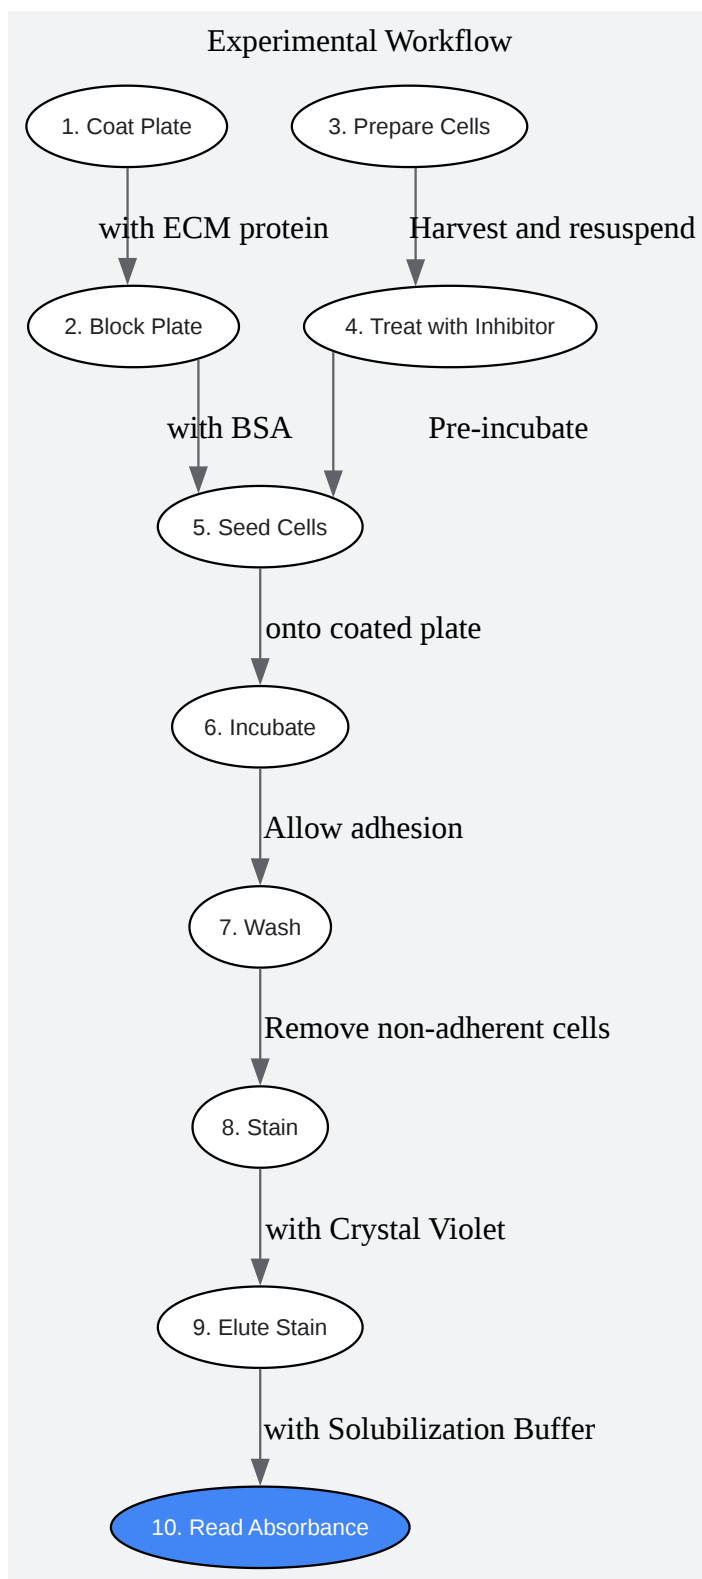 Experimental Workflow
1. Coat Plate
3. Prepare Cells
with ECM protein
Harvest and resuspend
2. Block Plate
4. Treat with Inhibitor
with BSA
Pre-incubate
5. Seed Cells
onto coated plate
6. Incubate
Allow adhesion
7. Wash
Remove non-adherent cells
8. Stain
with Crystal Violet
9. Elute Stain
with Solubilization Buffer
10. Read Absorbance